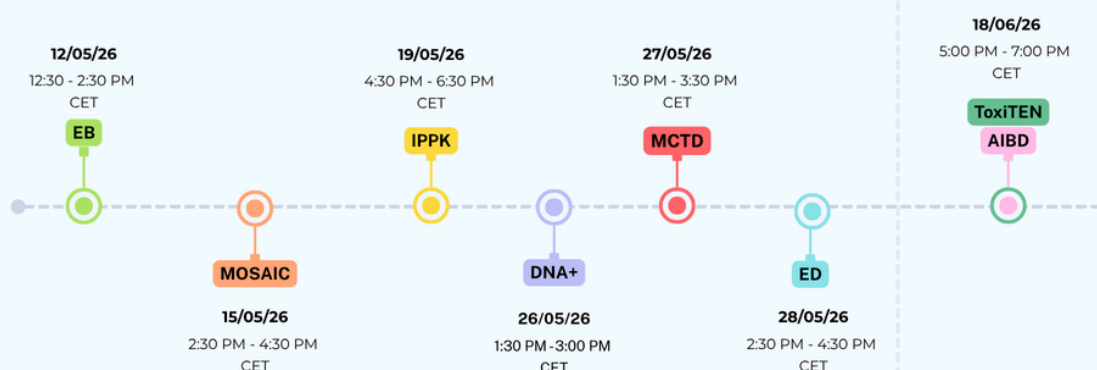 12/05/26
12:30 - 2:30 PM
CET
EB
MOSAIC
15/05/26
2:30 PM - 4:30 PM
CET
19/05/26
4:30 PM - 6:30 PM
CET
IPPK
DNA+
26/05/26
1:30 PM - 3:00 PM
CET
27/05/26
1:30 PM - 3:30 PM
CET
MCTD
ED
28/05/26
2:30 PM - 4:30 PM
CET
18/06/26
5:00 PM - 7:00 PM
CET
ToxiTEN
AIBD